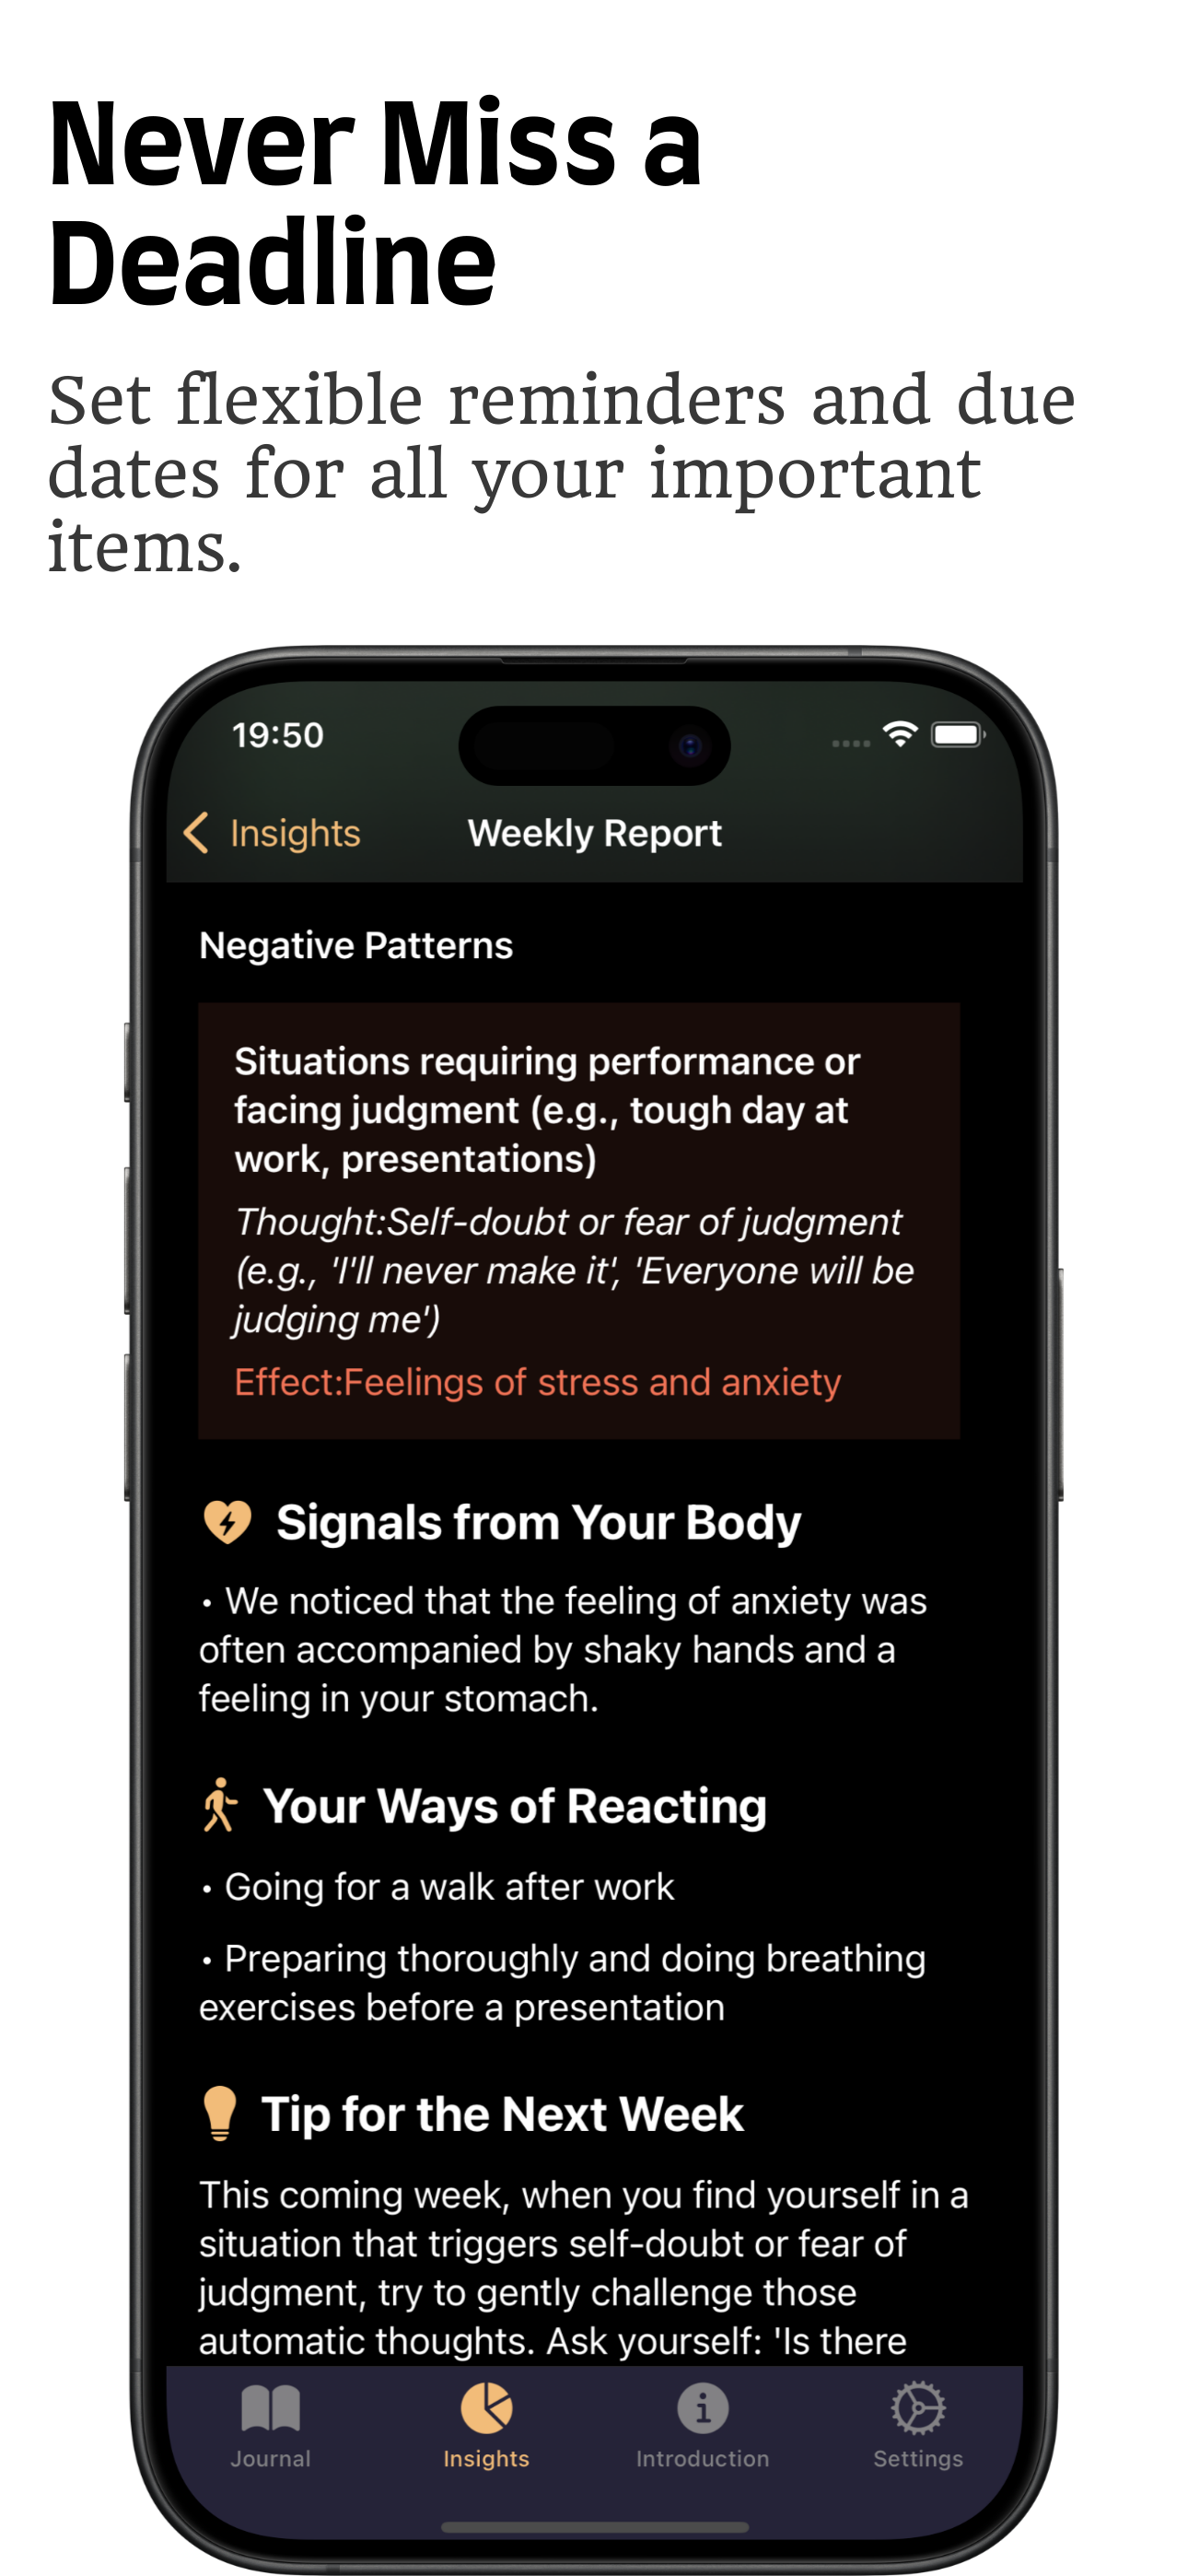 Never Miss a
Deadline
Set flexible reminders and due
dates for all your important
items.
19:50
Insights
Weekly Report
Negative Patterns
Situations requiring performance or
facing judgment (e.g., tough day at
work, presentations)
Thought:Self-doubt or fear of judgment
(e.g., 'I'll never make it', 'Everyone will be
judging me')
Effect:Feelings of stress and anxiety
Signals from Your Body
• We noticed that the feeling of anxiety was
often accompanied by shaky hands and a
feeling in your stomach.
Your Ways of Reacting
• Going for a walk after work
• Preparing thoroughly and doing breathing
exercises before a presentation
Tip for the Next Week
This coming week, when you find yourself in a
situation that triggers self-doubt or fear of
judgment, try to gently challenge those
automatic thoughts. Ask yourself: 'Is there
Journal
Insights
Introduction
Settings